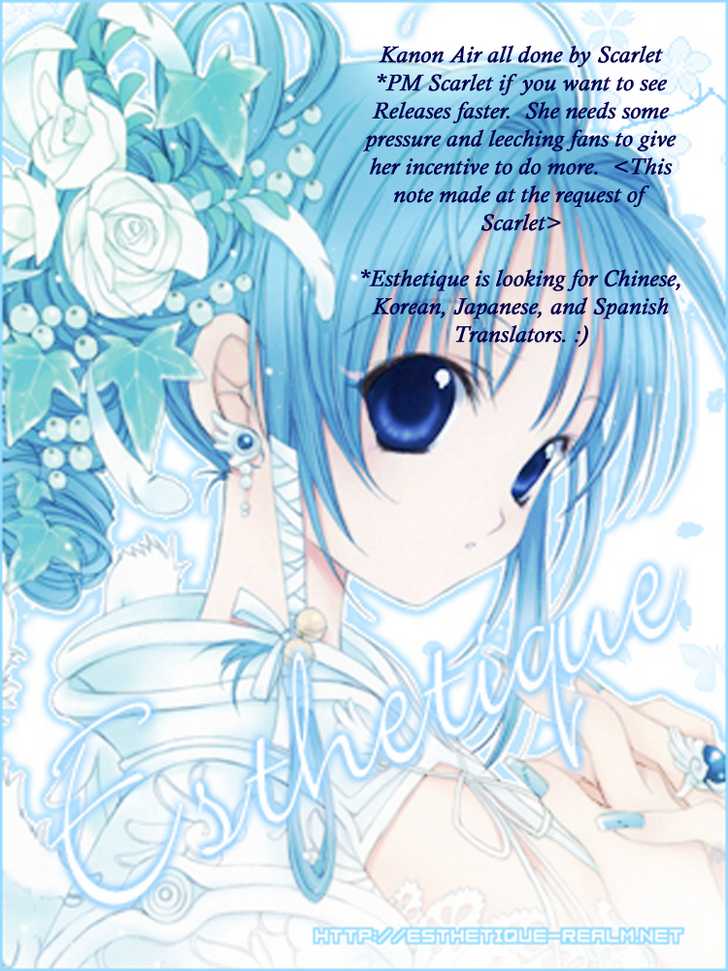 Kanon Air all done by Scarlet
*PM Scarlet if you want to see
Releases faster.  She needs some
pressure and leeching fans to give
her incentive to do more.  <This
note made at the request of
Scarlet>
*Esthetique is looking for Chinese,
Korean, Japanese, and Spanish
Translators. :)
Esthetique
HTTP://ESTHETIQUE-REALM.NET